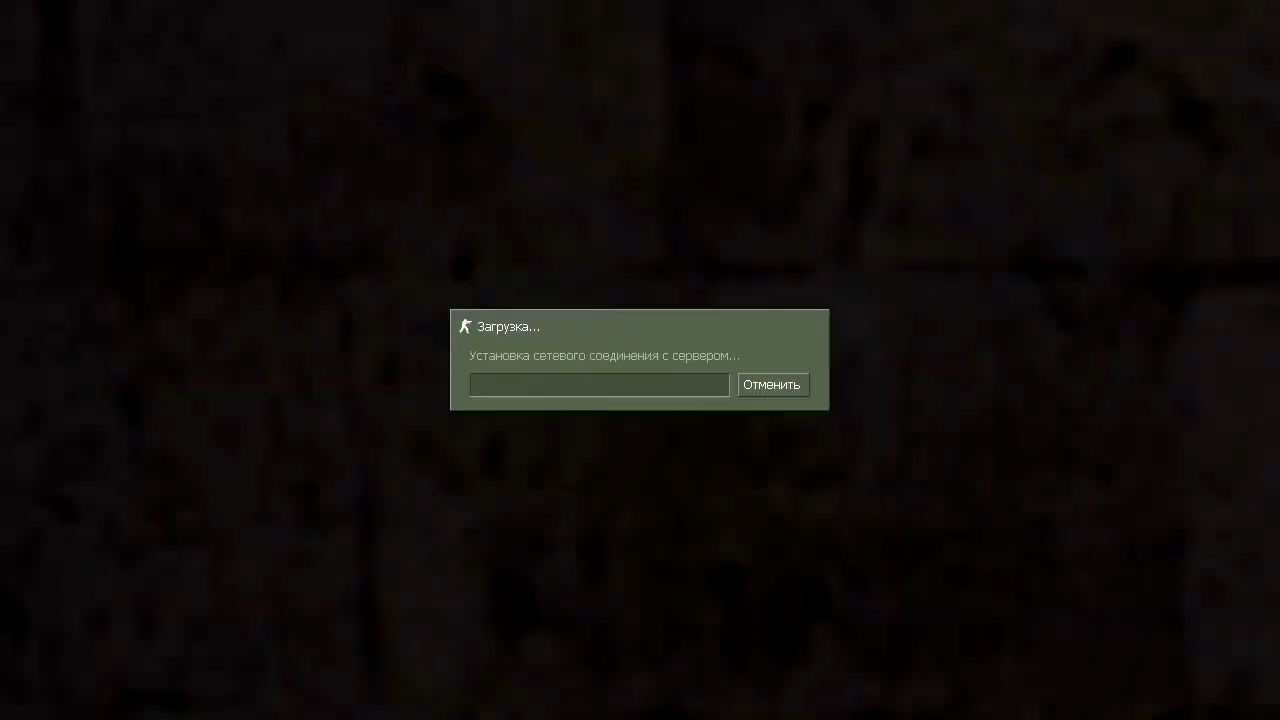 Загрузка...
Установка сетевого соединения с сервером...
Отменить